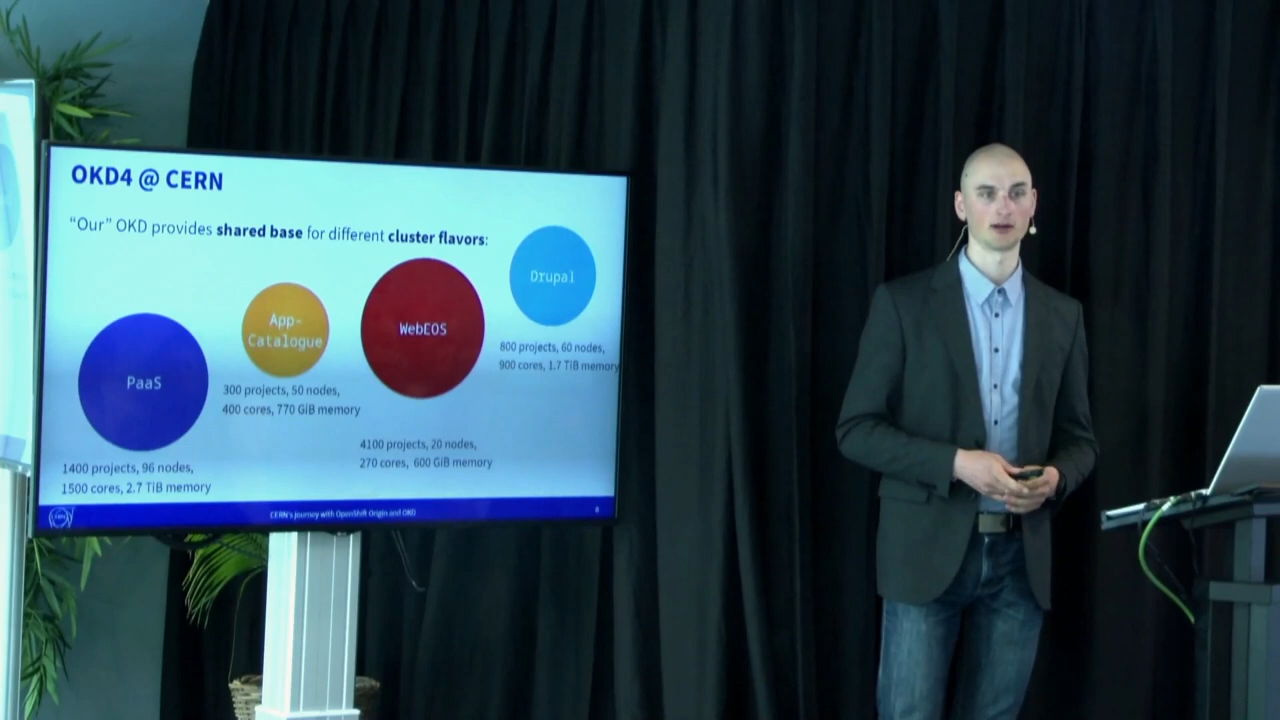 OKD4 @ CERN
“Our” OKD provides shared base for different cluster flavors:
PaaS
1400 projects, 96 nodes,
1500 cores, 2.7 TiB memory
App-
Catalogue
300 projects, 50 nodes,
400 cores, 770 GiB memory
WebEOS
4100 projects, 20 nodes,
270 cores, 600 GiB memory
Drupal
800 projects, 60 nodes,
900 cores, 1.7 TiB memory
CERN's journey with OpenShift Origin and OKD